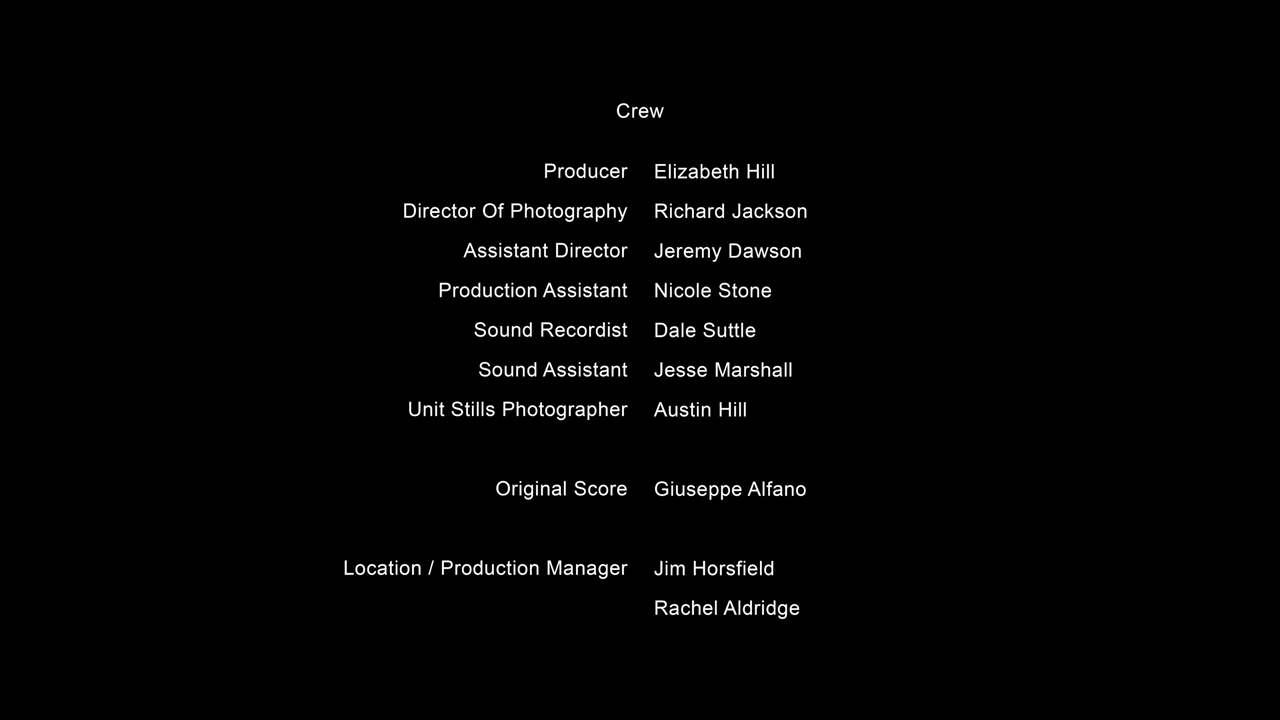 Crew
Producer Elizabeth Hill
Director Of Photography Richard Jackson
Assistant Director Jeremy Dawson
Production Assistant Nicole Stone
Sound Recordist Dale Suttle
Sound Assistant Jesse Marshall
Unit Stills Photographer Austin Hill
Original Score Giuseppe Alfano
Location / Production Manager Jim Horsfield
Rachel Aldridge